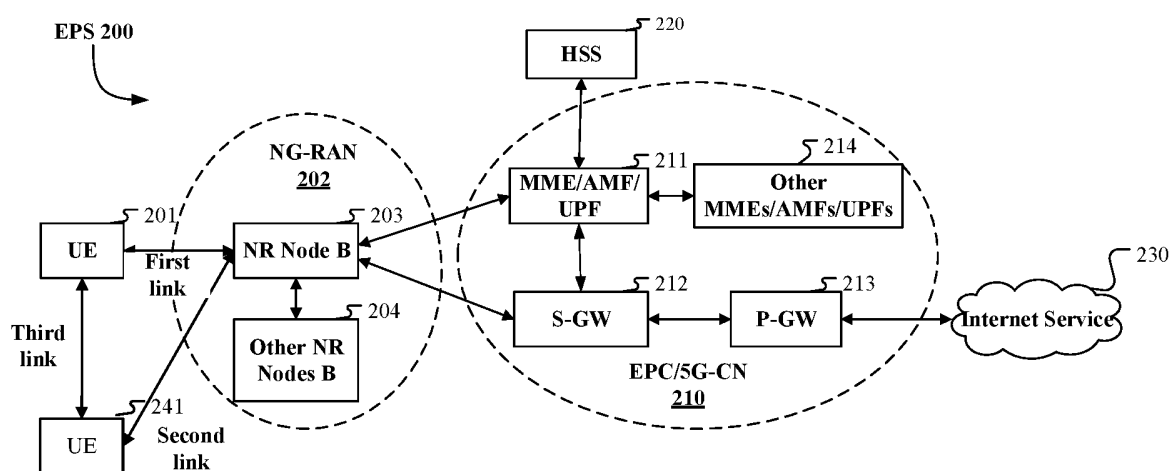 EPS 200
220
HSS
NG-RAN
202
211
MME/AMF/
UPF
214
Other
MMEs/AMFs/UPFs
201
UE
First
link
203
NR Node B
204
Other NR
Nodes B
212
S-GW
213
P-GW
230
Internet Service
Third
link
EPC/5G-CN
210
241
UE
Second
link